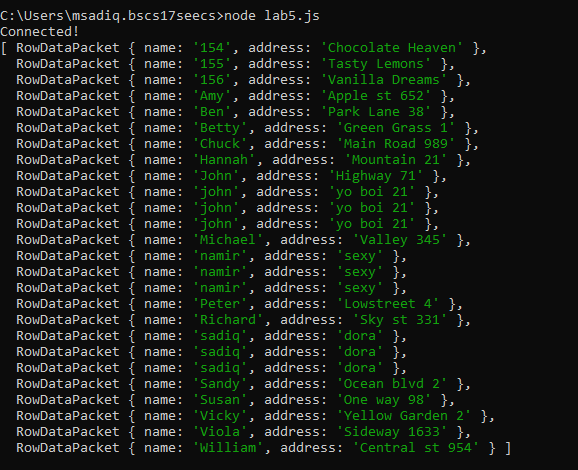 C:\Users\msadiq.bscs17seecs>node lab5.js
Connected!
[ RowDataPacket { name: '154', address: 'Chocolate Heaven' },
  RowDataPacket { name: '155', address: 'Tasty Lemons' },
  RowDataPacket { name: '156', address: 'Vanilla Dreams' },
  RowDataPacket { name: 'Amy', address: 'Apple st 652' },
  RowDataPacket { name: 'Ben', address: 'Park Lane 38' },
  RowDataPacket { name: 'Betty', address: 'Green Grass 1' },
  RowDataPacket { name: 'Chuck', address: 'Main Road 989' },
  RowDataPacket { name: 'Hannah', address: 'Mountain 21' },
  RowDataPacket { name: 'John', address: 'Highway 71' },
  RowDataPacket { name: 'john', address: 'yo boi 21' },
  RowDataPacket { name: 'john', address: 'yo boi 21' },
  RowDataPacket { name: 'john', address: 'yo boi 21' },
  RowDataPacket { name: 'Michael', address: 'Valley 345' },
  RowDataPacket { name: 'namir', address: 'sexy' },
  RowDataPacket { name: 'namir', address: 'sexy' },
  RowDataPacket { name: 'namir', address: 'sexy' },
  RowDataPacket { name: 'Peter', address: 'Lowstreet 4' },
  RowDataPacket { name: 'Richard', address: 'Sky st 331' },
  RowDataPacket { name: 'sadiq', address: 'dora' },
  RowDataPacket { name: 'sadiq', address: 'dora' },
  RowDataPacket { name: 'sadiq', address: 'dora' },
  RowDataPacket { name: 'Sandy', address: 'Ocean blvd 2' },
  RowDataPacket { name: 'Susan', address: 'One way 98' },
  RowDataPacket { name: 'Vicky', address: 'Yellow Garden 2' },
  RowDataPacket { name: 'Viola', address: 'Sideway 1633' },
  RowDataPacket { name: 'William', address: 'Central st 954' } ]